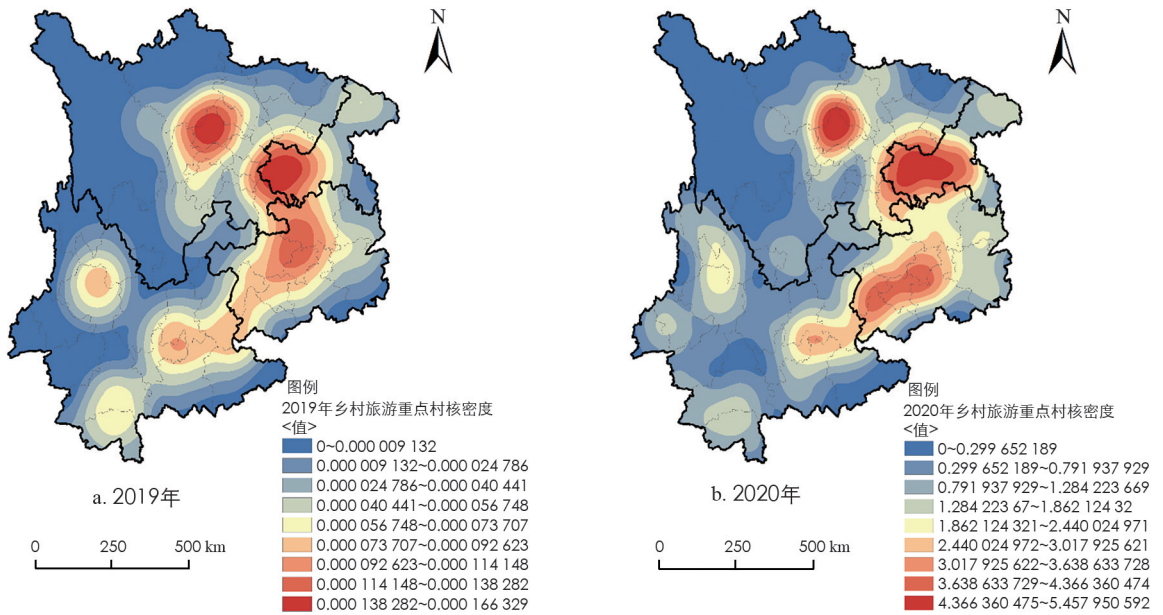 N
图例
2019年乡村旅游重点村核密度
<值>
0~0.000 009 132
0.000 009 132~0.000 024 786
0.000 024 786~0.000 040 441
0.000 040 441~0.000 056 748
0.000 056 748~0.000 073 707
0.000 073 707~0.000 092 623
0.000 092 623~0.000 114 148
0.000 114 148~0.000 138 282
0.000 138 282~0.000 166 329
a. 2019年
0 250 500 km
N
图例
2020年乡村旅游重点村核密度
<值>
0~0.299 652 189
0.299 652 189~0.791 937 929
0.791 937 929~1.284 223 669
1.284 223 67~1.862 124 32
1.862 124 321~2.440 024 971
2.440 024 972~3.017 925 621
3.017 925 622~3.638 633 728
3.638 633 729~4.366 360 474
4.366 360 475~5.457 950 592
b. 2020年
0 250 500 km